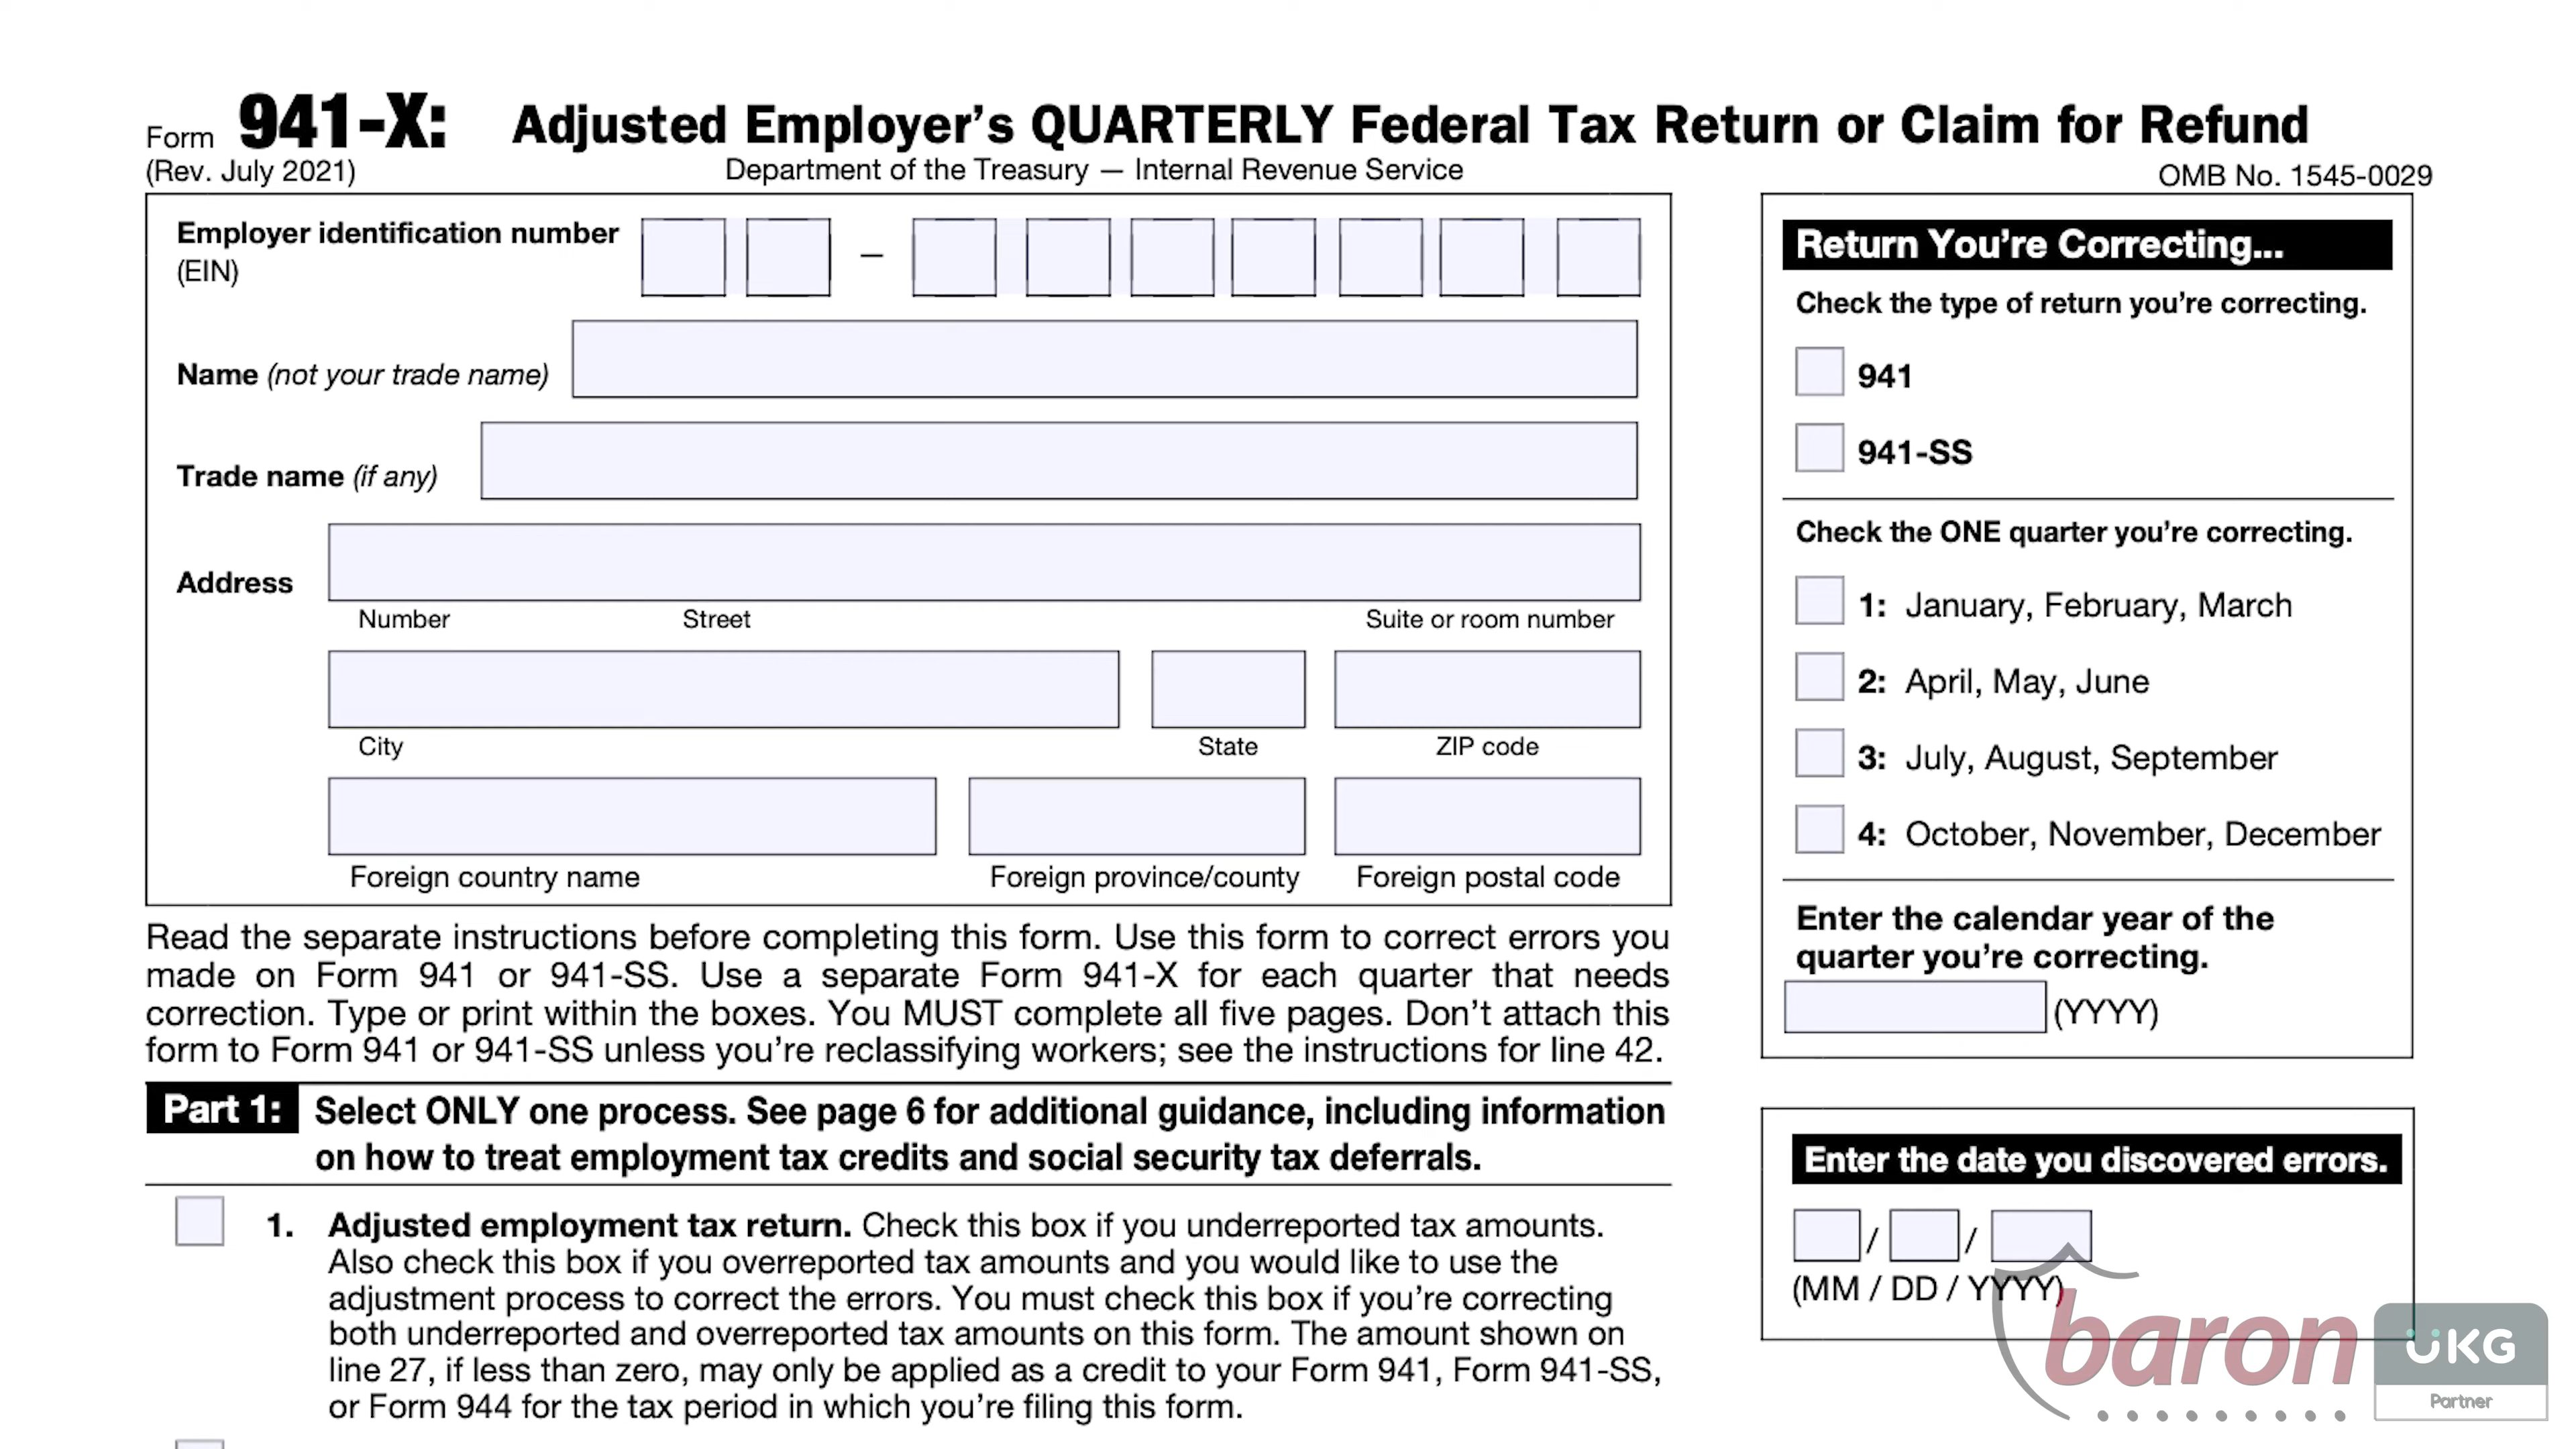 Form 941-X: Adjusted Employer's QUARTERLY Federal Tax Return or Claim for Refund
(Rev. July 2021) Department of the Treasury — Internal Revenue Service OMB No. 1545-0029
Employer identification number
(EIN)
–
Name (not your trade name)
Trade name (if any)
Address
Number Street Suite or room number
City State ZIP code
Foreign country name Foreign province/county Foreign postal code
Return You're Correcting...
Check the type of return you're correcting.
941
941-SS
Check the ONE quarter you're correcting.
1: January, February, March
2: April, May, June
3: July, August, September
4: October, November, December
Enter the calendar year of the
quarter you're correcting.
(YYYY)
Read the separate instructions before completing this form. Use this form to correct errors you
made on Form 941 or 941-SS. Use a separate Form 941-X for each quarter that needs
correction. Type or print within the boxes. You MUST complete all five pages. Don't attach this
form to Form 941 or 941-SS unless you're reclassifying workers; see the instructions for line 42.
Part 1: Select ONLY one process. See page 6 for additional guidance, including information
on how to treat employment tax credits and social security tax deferrals.
1. Adjusted employment tax return. Check this box if you underreported tax amounts.
Also check this box if you overreported tax amounts and you would like to use the
adjustment process to correct the errors. You must check this box if you're correcting
both underreported and overreported tax amounts on this form. The amount shown on
line 27, if less than zero, may only be applied as a credit to your Form 941, Form 941-SS,
or Form 944 for the tax period in which you're filing this form.
Enter the date you discovered errors.
/ /
(MM / DD / YYYY)
baron
UKG
Partner